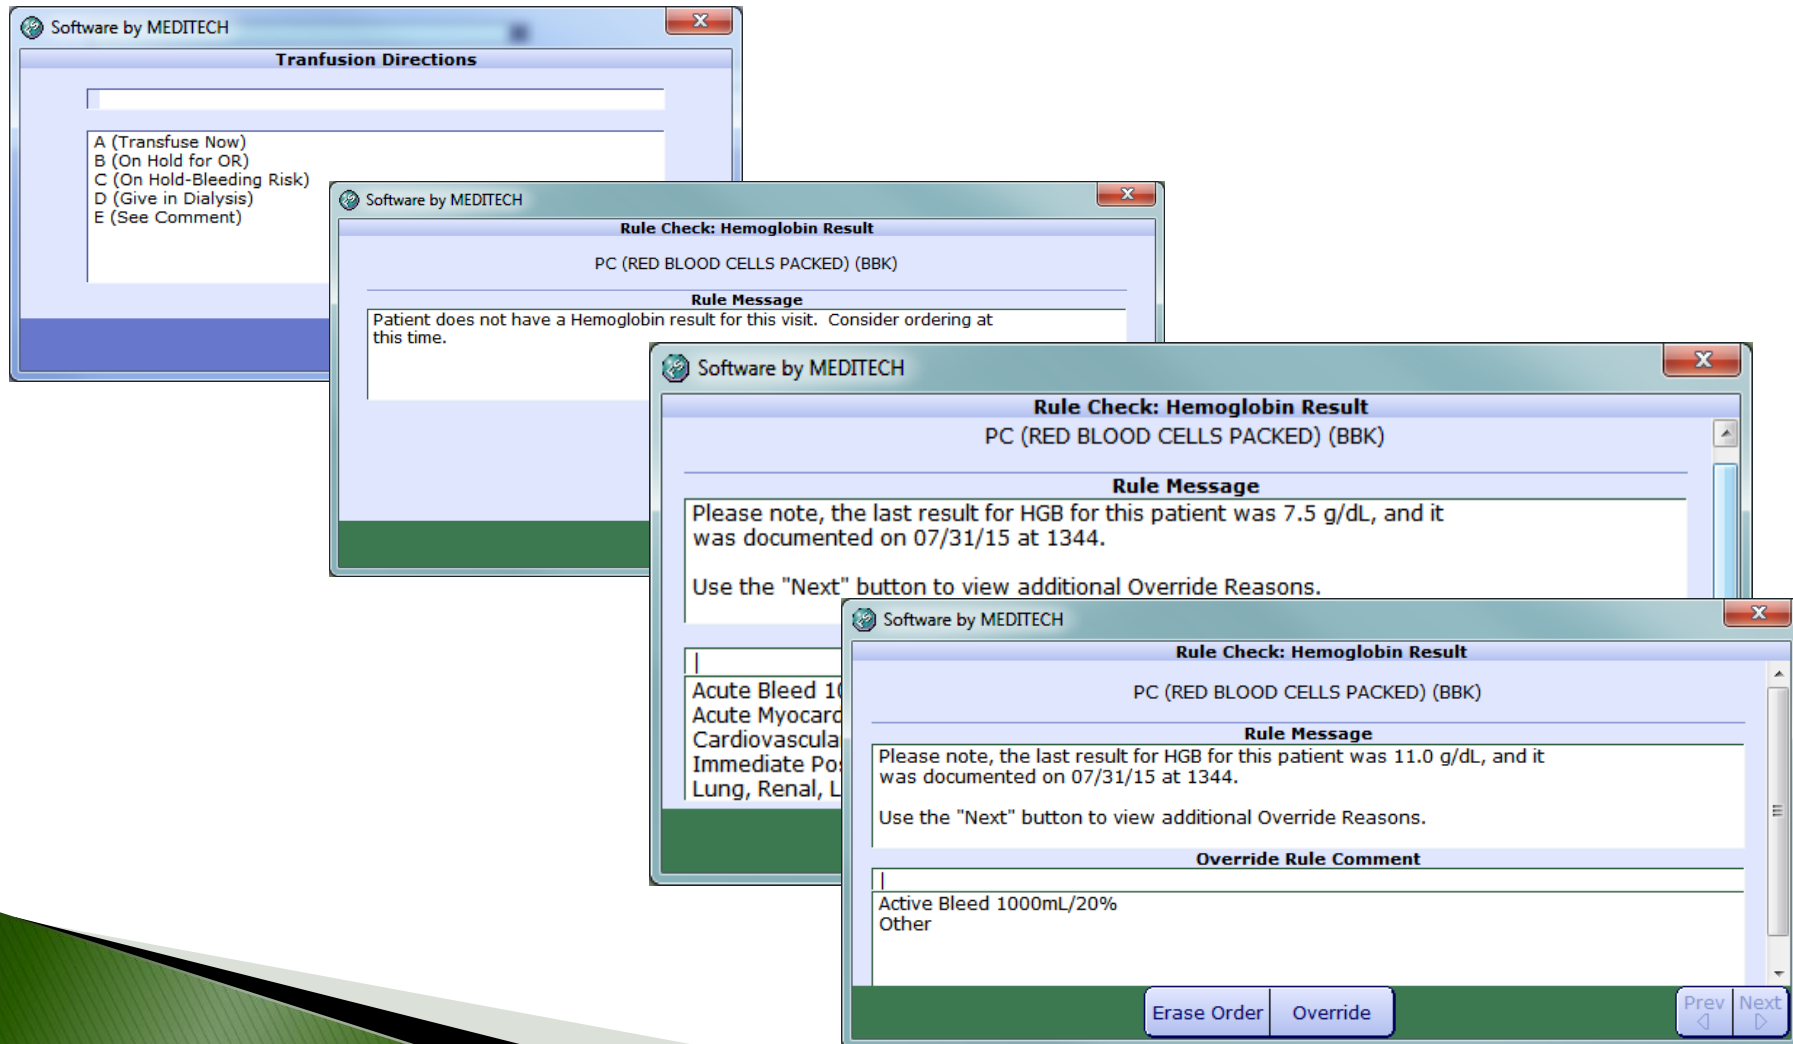 Software by MEDITECH
Tranfusion Directions
A (Transfuse Now)
B (On Hold for OR)
C (On Hold-Bleeding Risk)
D (Give in Dialysis)
E (See Comment)
Software by MEDITECH
Rule Check: Hemoglobin Result
PC (RED BLOOD CELLS PACKED) (BBK)
Rule Message
Patient does not have a Hemoglobin result for this visit. Consider ordering at
this time.
Software by MEDITECH
Rule Check: Hemoglobin Result
PC (RED BLOOD CELLS PACKED) (BBK)
Rule Message
Please note, the last result for HGB for this patient was 7.5 g/dL, and it
was documented on 07/31/15 at 1344.
Use the "Next" button to view additional Override Reasons.
Acute Bleed
Acute
Immediate
Lung, Renal,
Software by MEDITECH
Rule Check: Hemoglobin Result
PC (RED BLOOD CELLS PACKED) (BBK)
Rule Message
Please note, the last result for HGB for this patient was 11.0 g/dL, and it
was documented on 07/31/15 at 1344.
Use the "Next" button to view additional Override Reasons.
Override Rule Comment
Active Bleed 1000mL/20%
Other
Erase Order Override Prev Next